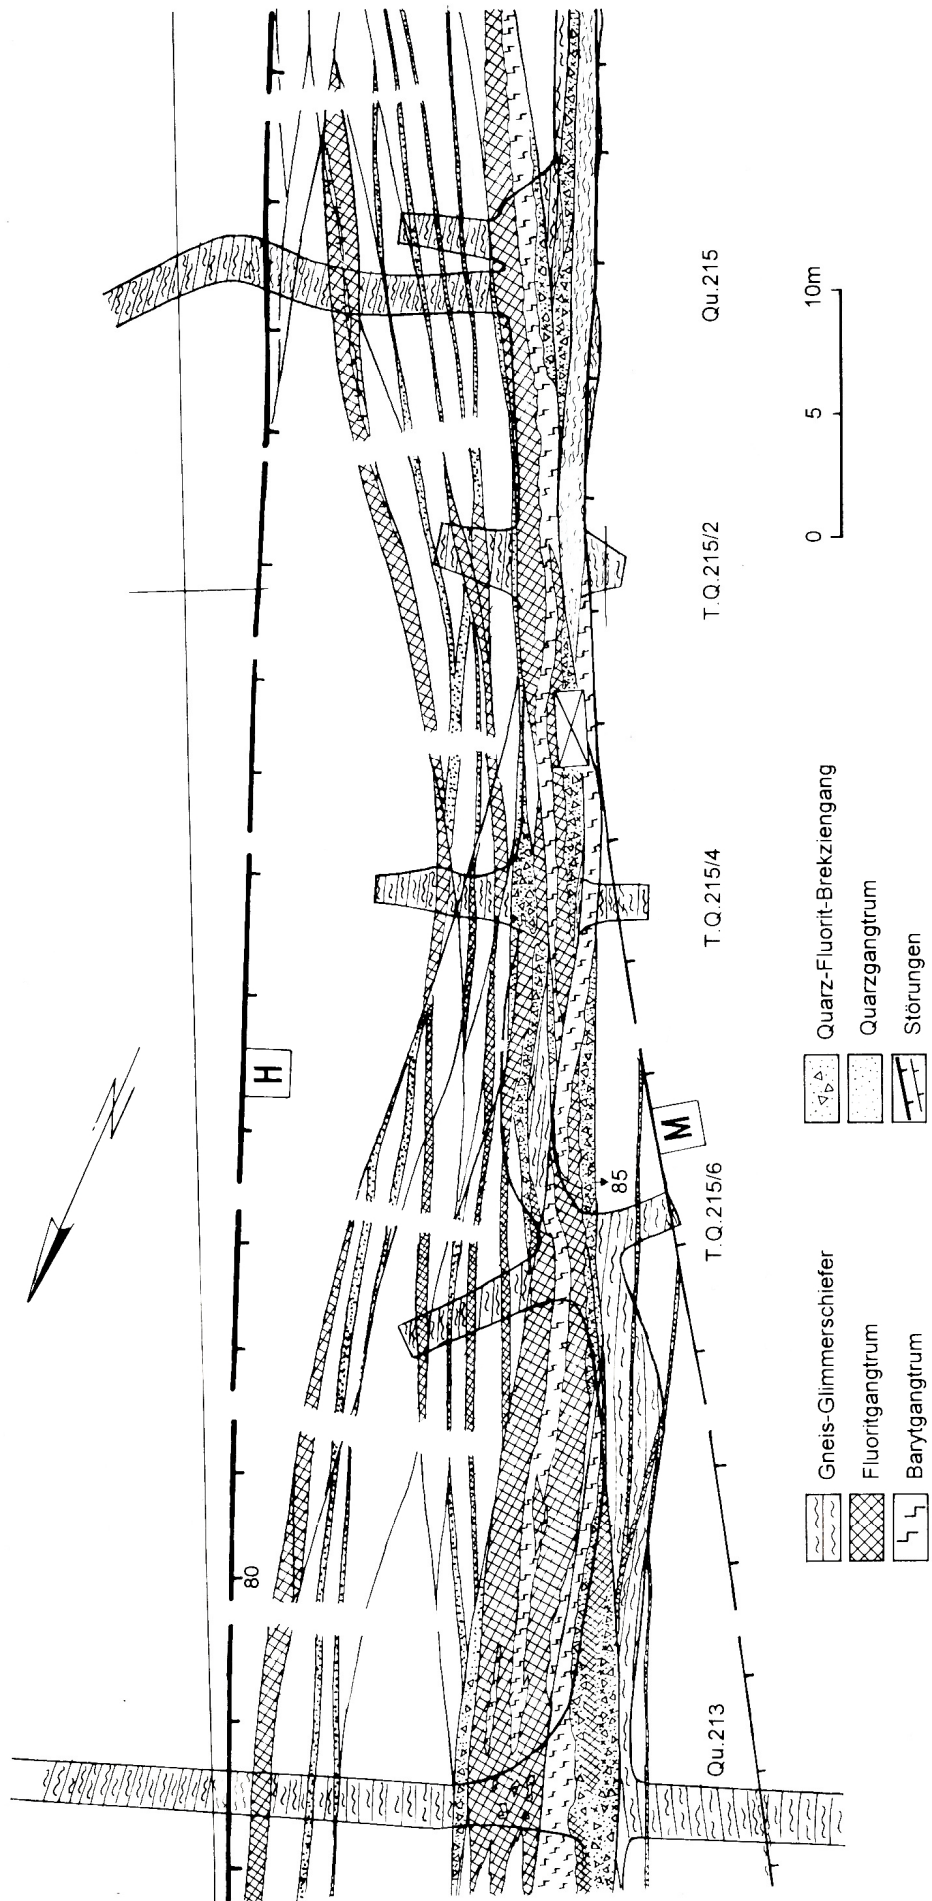 H
M
80
85
Qu.213
T.Q.215/6
T.Q.215/4
T.Q.215/2
Qu.215
0 5 10m
Gneis-Glimmerschiefer
Fluoritgangtrum
Barytgangtrum
Quarz-Fluorit-Brekziengang
Quarzgangtrum
Störungen